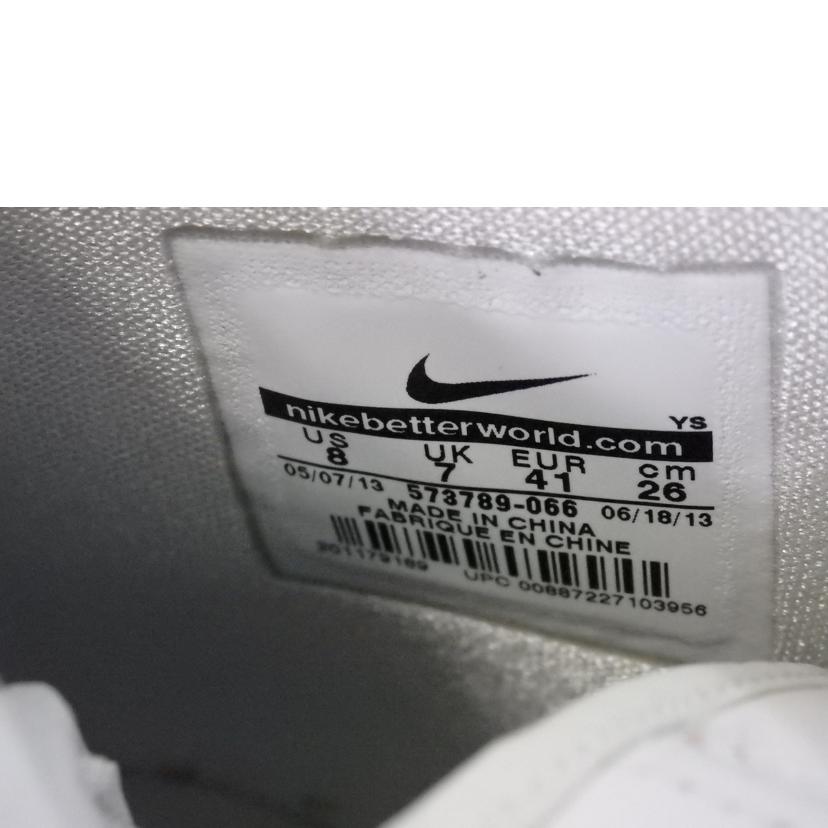 nikebetterworld.com YS
US UK EUR cm
8 7 41 26
05/07/13 573789-066 06/18/13
MADE IN CHINA
FABRIQUE EN CHINE
301179189 UPC 00887227103956